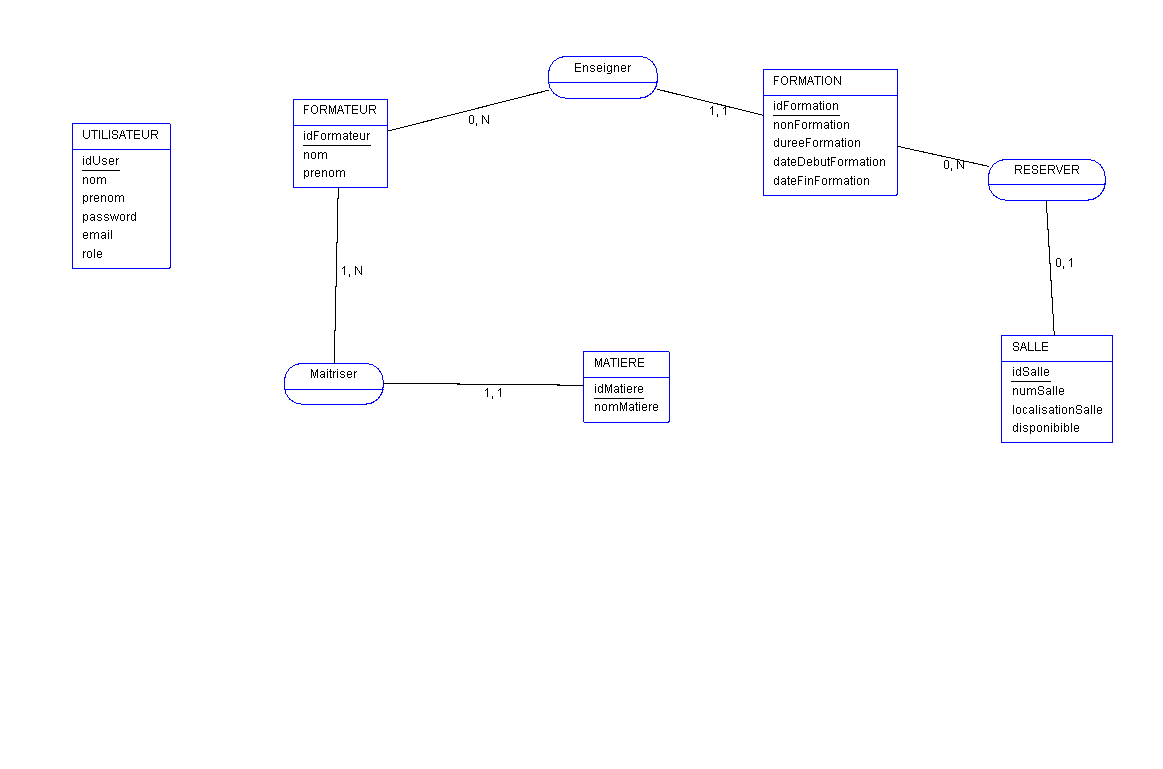 UTILISATEUR
idUser
nom
prenom
password
email
role
FORMATEUR
idFormateur
nom
prenom
0, N
Enseigner
1, 1
FORMATION
idFormation
nonFormation
dureeFormation
dateDebutFormation
dateFinFormation
0, N
RESERVER
0, 1
SALLE
idSalle
numSalle
localisationSalle
disponibible
1, N
Maitriser
1, 1
MATIERE
idMatiere
nomMatiere